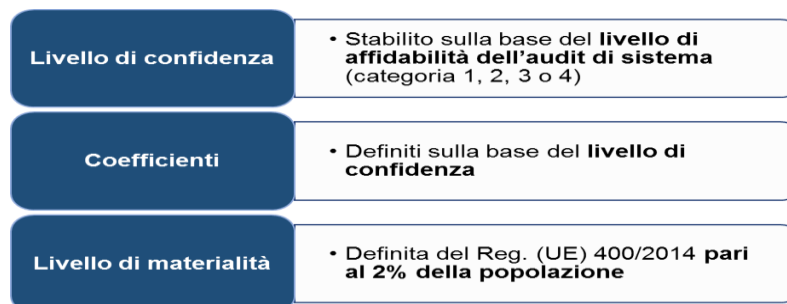 Livello di confidenza
• Stabilito sulla base del livello di
affidabilità dell'audit di sistema
(categoria 1, 2, 3 o 4)
Coefficienti
• Definiti sulla base del livello di
confidenza
Livello di materialità
• Definita del Reg. (UE) 400/2014 pari
al 2% della popolazione